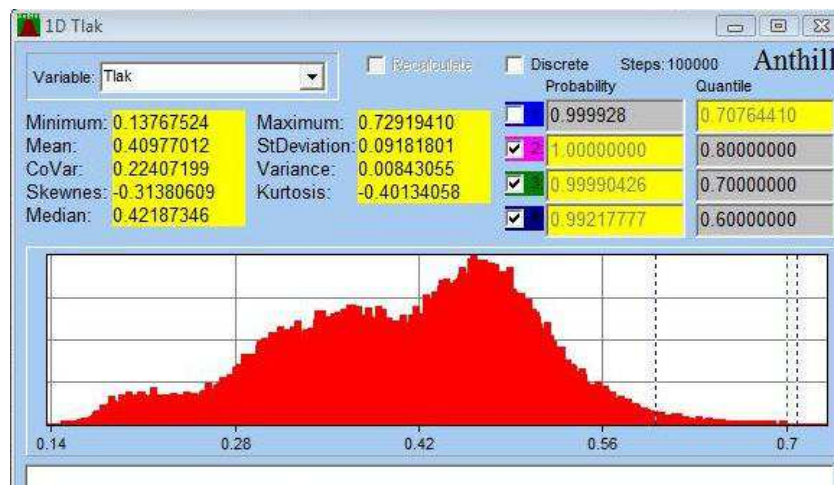 1D Tlak
Variable: Tlak
Recalculate
Discrete Steps: 100000 Anthill
Probability Quantile
Minimum: 0.13767524 Maximum: 0.72919410
Mean: 0.40977012 StDeviation: 0.09181801
CoVar: 0.22407199 Variance: 0.00843055
Skewnes: -0.31380609 Kurtosis: -0.40134058
Median: 0.42187346
0.999928 0.70764410
2 1.00000000 0.80000000
3 0.99990426 0.70000000
0.99217777 0.60000000
0.14 0.28 0.42 0.56 0.7